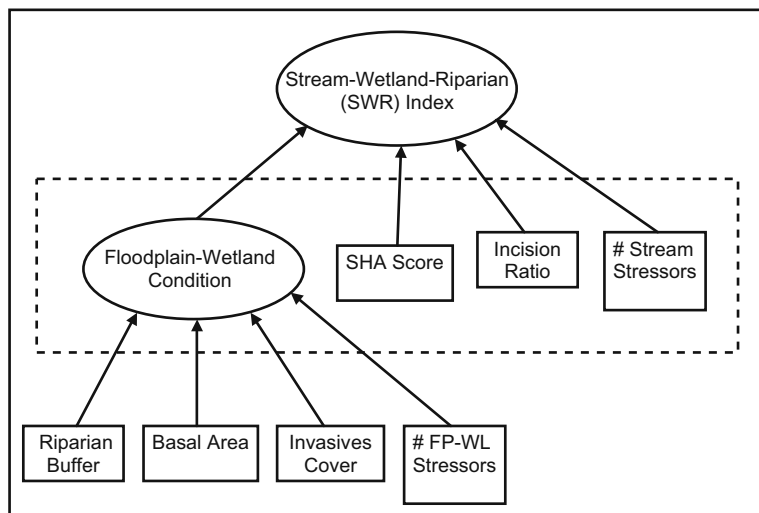 Stream-Wetland-Riparian
(SWR) Index
Floodplain-Wetland
Condition
SHA Score
Incision
Ratio
# Stream
Stressors
Riparian
Buffer
Basal Area
Invasives
Cover
# FP-WL
Stressors